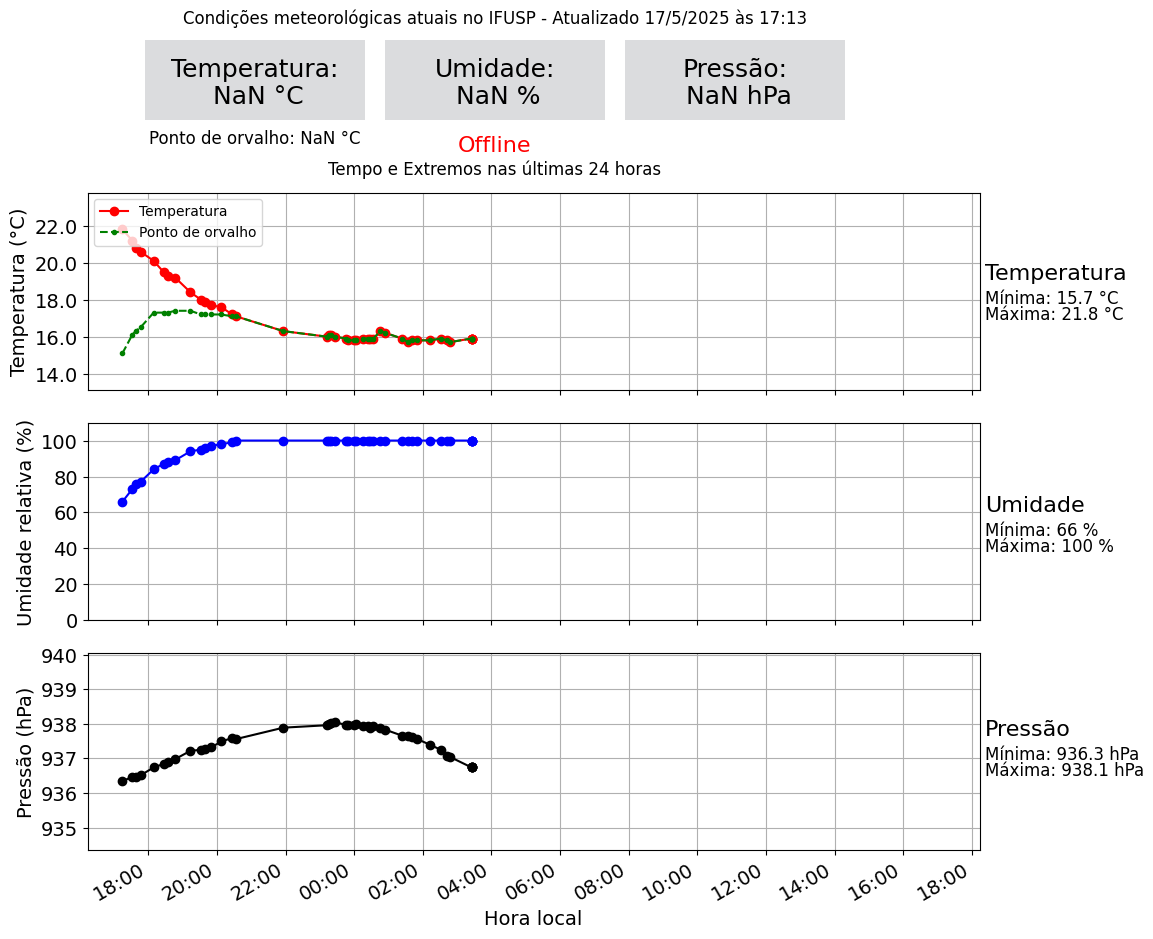 Condições meteorológicas atuais no IFUSP - Atualizado 17/5/2025 às 17:13
Temperatura:
NaN °C
Umidade:
NaN %
Pressão:
NaN hPa
Ponto de orvalho: NaN °C
Offline
Tempo e Extremos nas últimas 24 horas
Temperatura (°C)
22.0
20.0
18.0
16.0
14.0
Temperatura
Ponto de orvalho
Temperatura
Mínima: 15.7 °C
Máxima: 21.8 °C
Umidade relativa (%)
100
80
60
40
20
0
Umidade
Mínima: 66 %
Máxima: 100 %
Pressão (hPa)
940
939
938
937
936
935
Pressão
Mínima: 936.3 hPa
Máxima: 938.1 hPa
18:00 20:00 22:00 00:00 02:00 04:00 06:00 08:00 10:00 12:00 14:00 16:00 18:00
Hora local